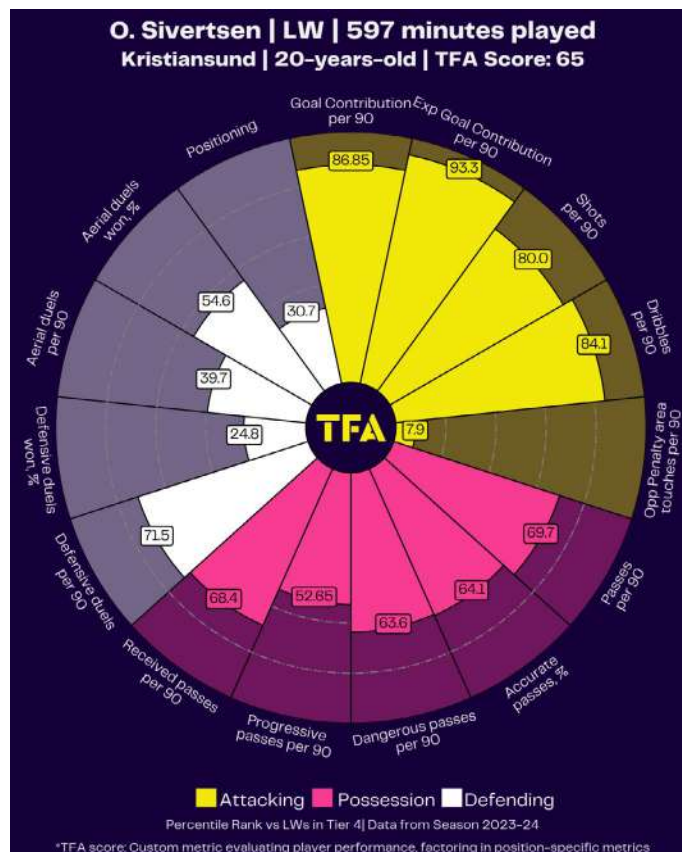 O. Sivertsen | LW | 597 minutes played
Kristiansund | 20-years-old | TFA Score: 65
Goal Contribution
per 90
Exp Goal Contribution
per 90
Shots
per 90
Dribbles
per 90
Opp Penalty area
touches per 90
Passes
per 90
Accurate
passes, %
Dangerous passes
per 90
Progressive
passes per 90
Received passes
per 90
Defensive duels
per 90
Defensive duels
won, %
Aerial duels
per 90
Aerial duels
won, %
Positioning
86.85
93.3
80.0
84.1
7.9
69.7
64.1
63.6
52.65
68.4
71.5
24.8
39.7
54.6
30.7
TFA
Attacking Possession Defending
Percentile Rank vs LWs in Tier 4| Data from Season 2023-24
*TFA score: Custom metric evaluating player performance, factoring in position-specific metrics